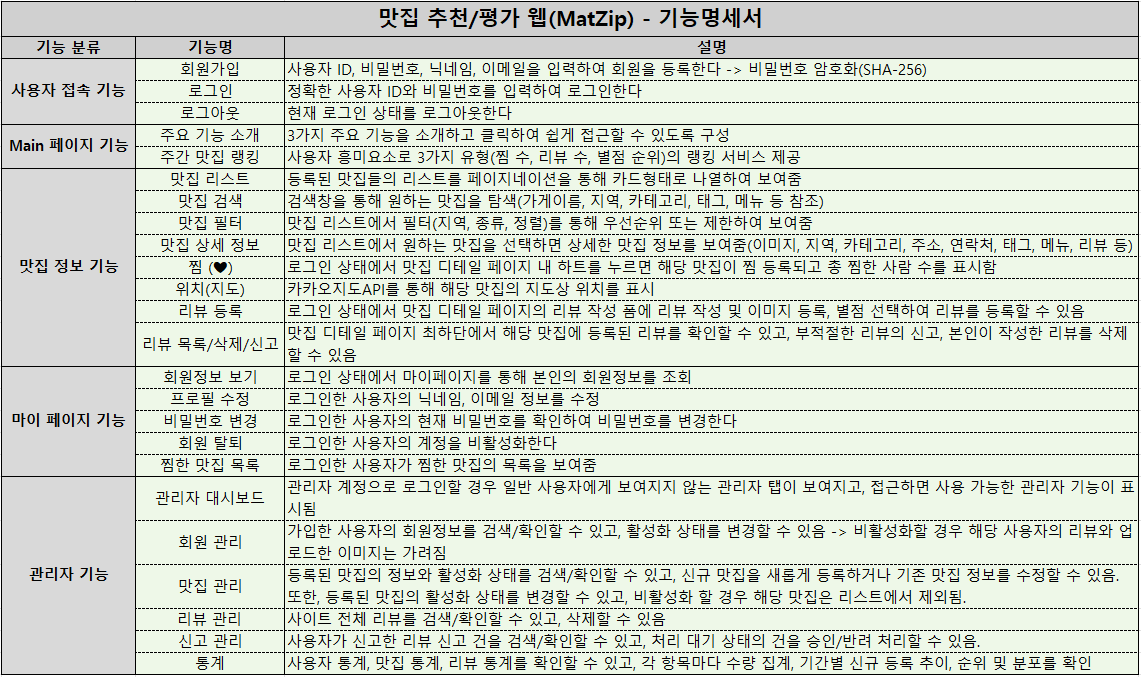 맛집 추천/평가 웹(MatZip) - 기능명세서
기능 분류 기능명 설명
사용자 접속 기능
회원가입 사용자 ID, 비밀번호, 닉네임, 이메일을 입력하여 회원을 등록한다 -> 비밀번호 암호화(SHA-256)
로그인 정확한 사용자 ID와 비밀번호를 입력하여 로그인한다
로그아웃 현재 로그인 상태를 로그아웃한다
Main 페이지 기능
주요 기능 소개 3가지 주요 기능을 소개하고 클릭하여 쉽게 접근할 수 있도록 구성
주간 맛집 랭킹 사용자 흥미요소로 3가지 유형(찜 수, 리뷰 수, 별점 순위)의 랭킹 서비스 제공
맛집 정보 기능
맛집 리스트 등록된 맛집들의 리스트를 페이지네이션을 통해 카드형태로 나열하여 보여줌
맛집 검색 검색창을 통해 원하는 맛집을 탐색(가게이름, 지역, 카테고리, 태그, 메뉴 등 참조)
맛집 필터 맛집 리스트에서 필터(지역, 종류, 정렬)를 통해 우선순위 또는 제한하여 보여줌
맛집 상세 정보 맛집 리스트에서 원하는 맛집을 선택하면 상세한 맛집 정보를 보여줌(이미지, 지역, 카테고리, 주소, 연락처, 태그, 메뉴, 리뷰 등)
찜 (♥) 로그인 상태에서 맛집 디테일 페이지 내 하트를 누르면 해당 맛집이 찜 등록되고 총 찜한 사람 수를 표시함
위치(지도) 카카오지도API를 통해 해당 맛집의 지도상 위치를 표시
리뷰 등록 로그인 상태에서 맛집 디테일 페이지의 리뷰 작성 폼에 리뷰 작성 및 이미지 등록, 별점 선택하여 리뷰를 등록할 수 있음
리뷰 목록/삭제/신고 맛집 디테일 페이지 최하단에서 해당 맛집에 등록된 리뷰를 확인할 수 있고, 부적절한 리뷰의 신고, 본인이 작성한 리뷰를 삭제
할 수 있음
마이 페이지 기능
회원정보 보기 로그인 상태에서 마이페이지를 통해 본인의 회원정보를 조회
프로필 수정 로그인한 사용자의 닉네임, 이메일 정보를 수정
비밀번호 변경 로그인한 사용자의 현재 비밀번호를 확인하여 비밀번호를 변경한다
회원 탈퇴 로그인한 사용자의 계정을 비활성화한다
찜한 맛집 목록 로그인한 사용자가 찜한 맛집의 목록을 보여줌
관리자 기능
관리자 대시보드 관리자 계정으로 로그인할 경우 일반 사용자에게 보여지지 않는 관리자 탭이 보여지고, 접근하면 사용 가능한 관리자 기능이 표
시됨
회원 관리 가입한 사용자의 회원정보를 검색/확인할 수 있고, 활성화 상태를 변경할 수 있음 -> 비활성화할 경우 해당 사용자의 리뷰와 업
로드한 이미지는 가려짐
맛집 관리 등록된 맛집의 정보와 활성화 상태를 검색/확인할 수 있고, 신규 맛집을 새롭게 등록하거나 기존 맛집 정보를 수정할 수 있음.
또한, 등록된 맛집의 활성화 상태를 변경할 수 있고, 비활성화 할 경우 해당 맛집은 리스트에서 제외됨.
리뷰 관리 사이트 전체 리뷰를 검색/확인할 수 있고, 삭제할 수 있음
신고 관리 사용자가 신고한 리뷰 신고 건을 검색/확인할 수 있고, 처리 대기 상태의 건을 승인/반려 처리할 수 있음.
통계 사용자 통계, 맛집 통계, 리뷰 통계를 확인할 수 있고, 각 항목마다 수량 집계, 기간별 신규 등록 추이, 순위 및 분포를 확인